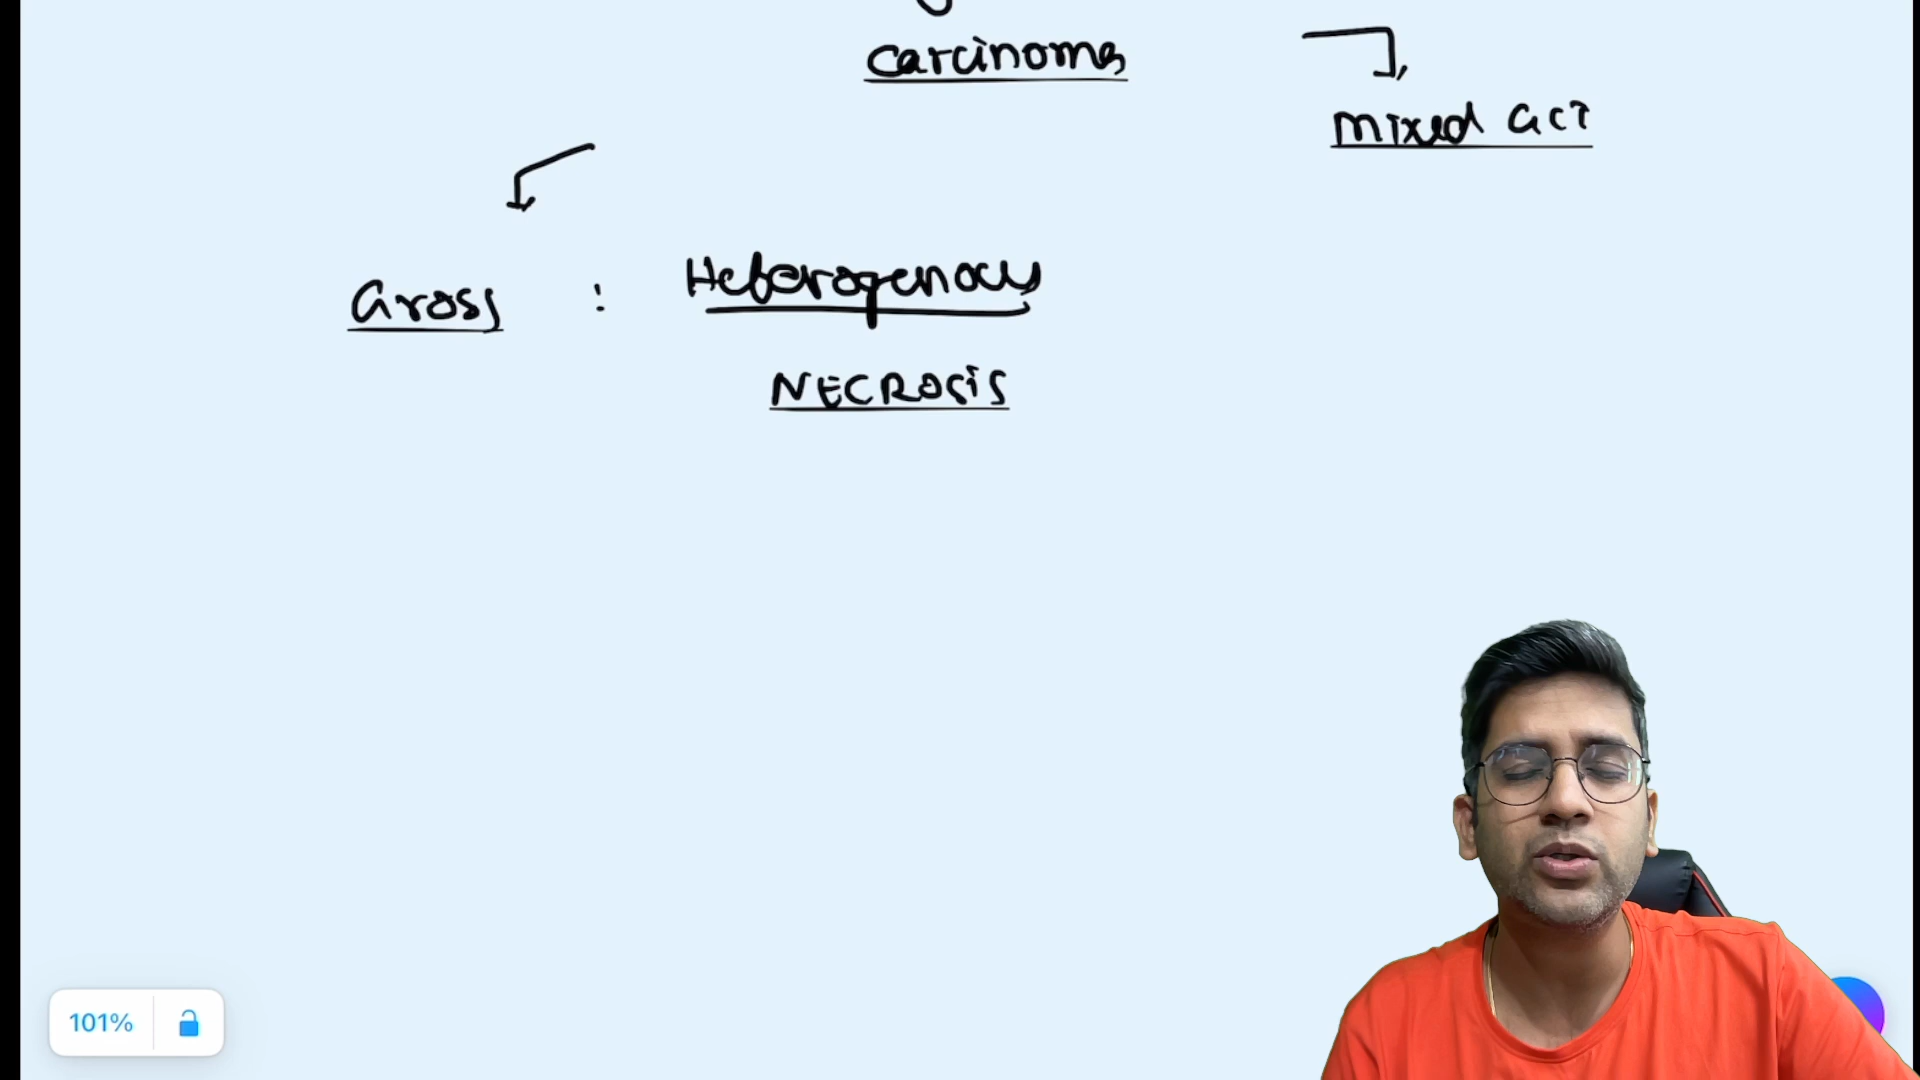 carcinoma
Mixed GCT
Gross : Heterogenous
NECROSIS
101%